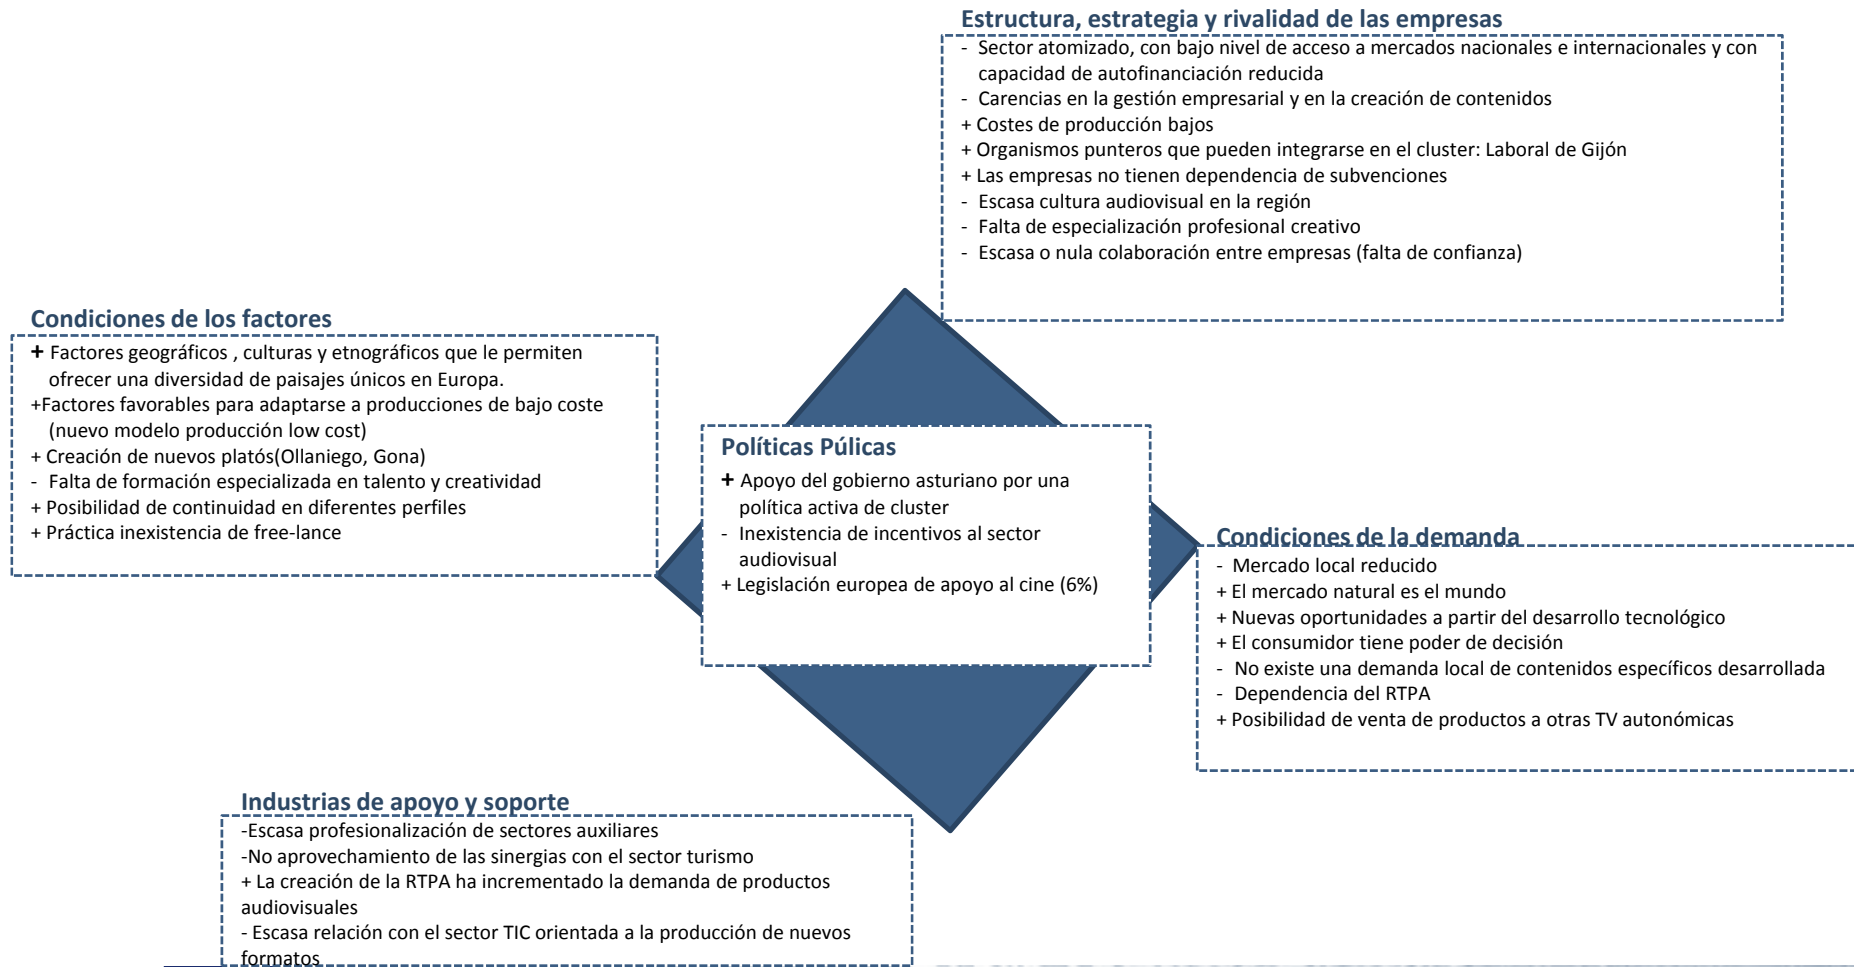 Estructura, estrategia y rivalidad de las empresas
- Sector atomizado, con bajo nivel de acceso a mercados nacionales e internacionales y con
capacidad de autofinanciación reducida
- Carencias en la gestión empresarial y en la creación de contenidos
+ Costes de producción bajos
+ Organismos punteros que pueden integrarse en el cluster: Laboral de Gijón
+ Las empresas no tienen dependencia de subvenciones
- Escasa cultura audiovisual en la región
- Falta de especialización profesional creativo
- Escasa o nula colaboración entre empresas (falta de confianza)
Condiciones de los factores
+ Factores geográficos , culturas y etnográficos que le permiten
ofrecer una diversidad de paisajes únicos en Europa.
+Factores favorables para adaptarse a producciones de bajo coste
(nuevo modelo producción low cost)
+ Creación de nuevos platós(Ollaniego, Gona)
- Falta de formación especializada en talento y creatividad
+ Posibilidad de continuidad en diferentes perfiles
+ Práctica inexistencia de free-lance
Políticas Púlicas
+ Apoyo del gobierno asturiano por una
política activa de cluster
- Inexistencia de incentivos al sector
audiovisual
+ Legislación europea de apoyo al cine (6%)
Condiciones de la demanda
- Mercado local reducido
+ El mercado natural es el mundo
+ Nuevas oportunidades a partir del desarrollo tecnológico
+ El consumidor tiene poder de decisión
- No existe una demanda local de contenidos específicos desarrollada
- Dependencia del RTPA
+ Posibilidad de venta de productos a otras TV autonómicas
Industrias de apoyo y soporte
-Escasa profesionalización de sectores auxiliares
-No aprovechamiento de las sinergias con el sector turismo
+ La creación de la RTPA ha incrementado la demanda de productos
audiovisuales
- Escasa relación con el sector TIC orientada a la producción de nuevos
formatos